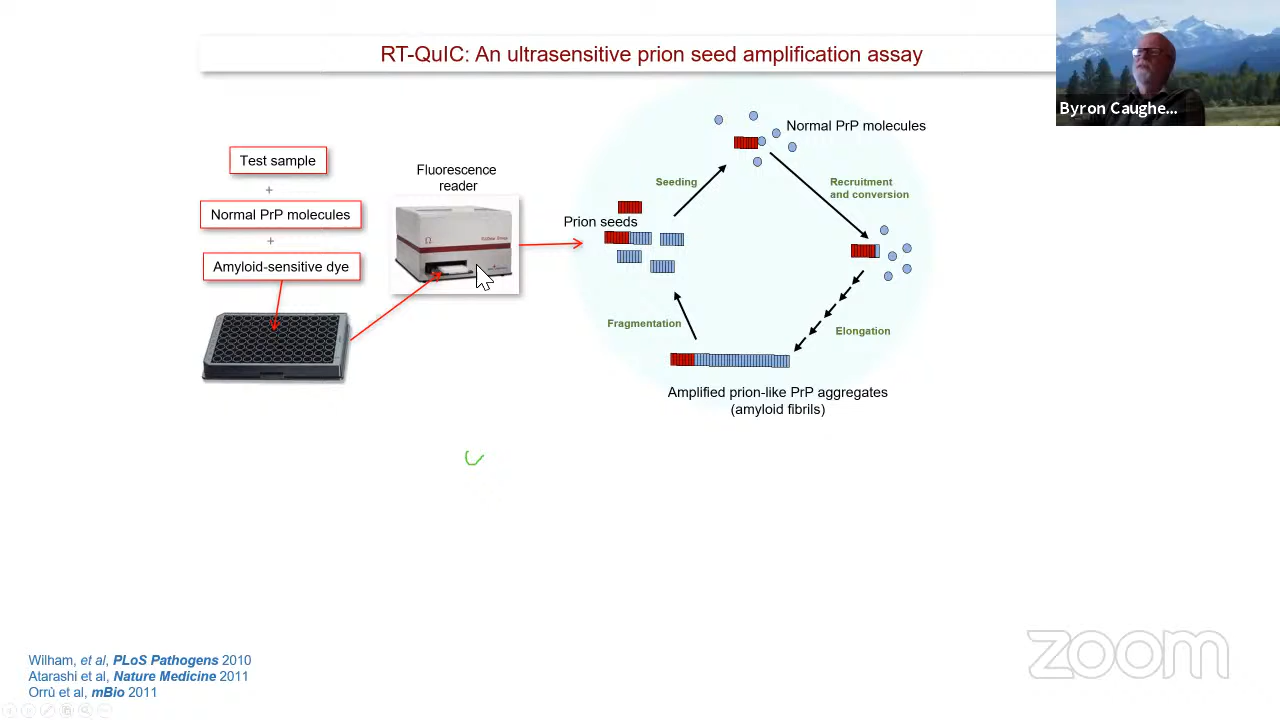 RT-QuIC: An ultrasensitive prion seed amplification assay
Byron Caughe...
Test sample
+
Normal PrP molecules
+
Amyloid-sensitive dye
Fluorescence
reader
Normal PrP molecules
Seeding
Recruitment
and conversion
Prion seeds
Fragmentation
Elongation
Amplified prion-like PrP aggregates
(amyloid fibrils)
Wilham, et al, PLoS Pathogens 2010
Atarashi et al, Nature Medicine 2011
Orrù et al, mBio 2011
zoom